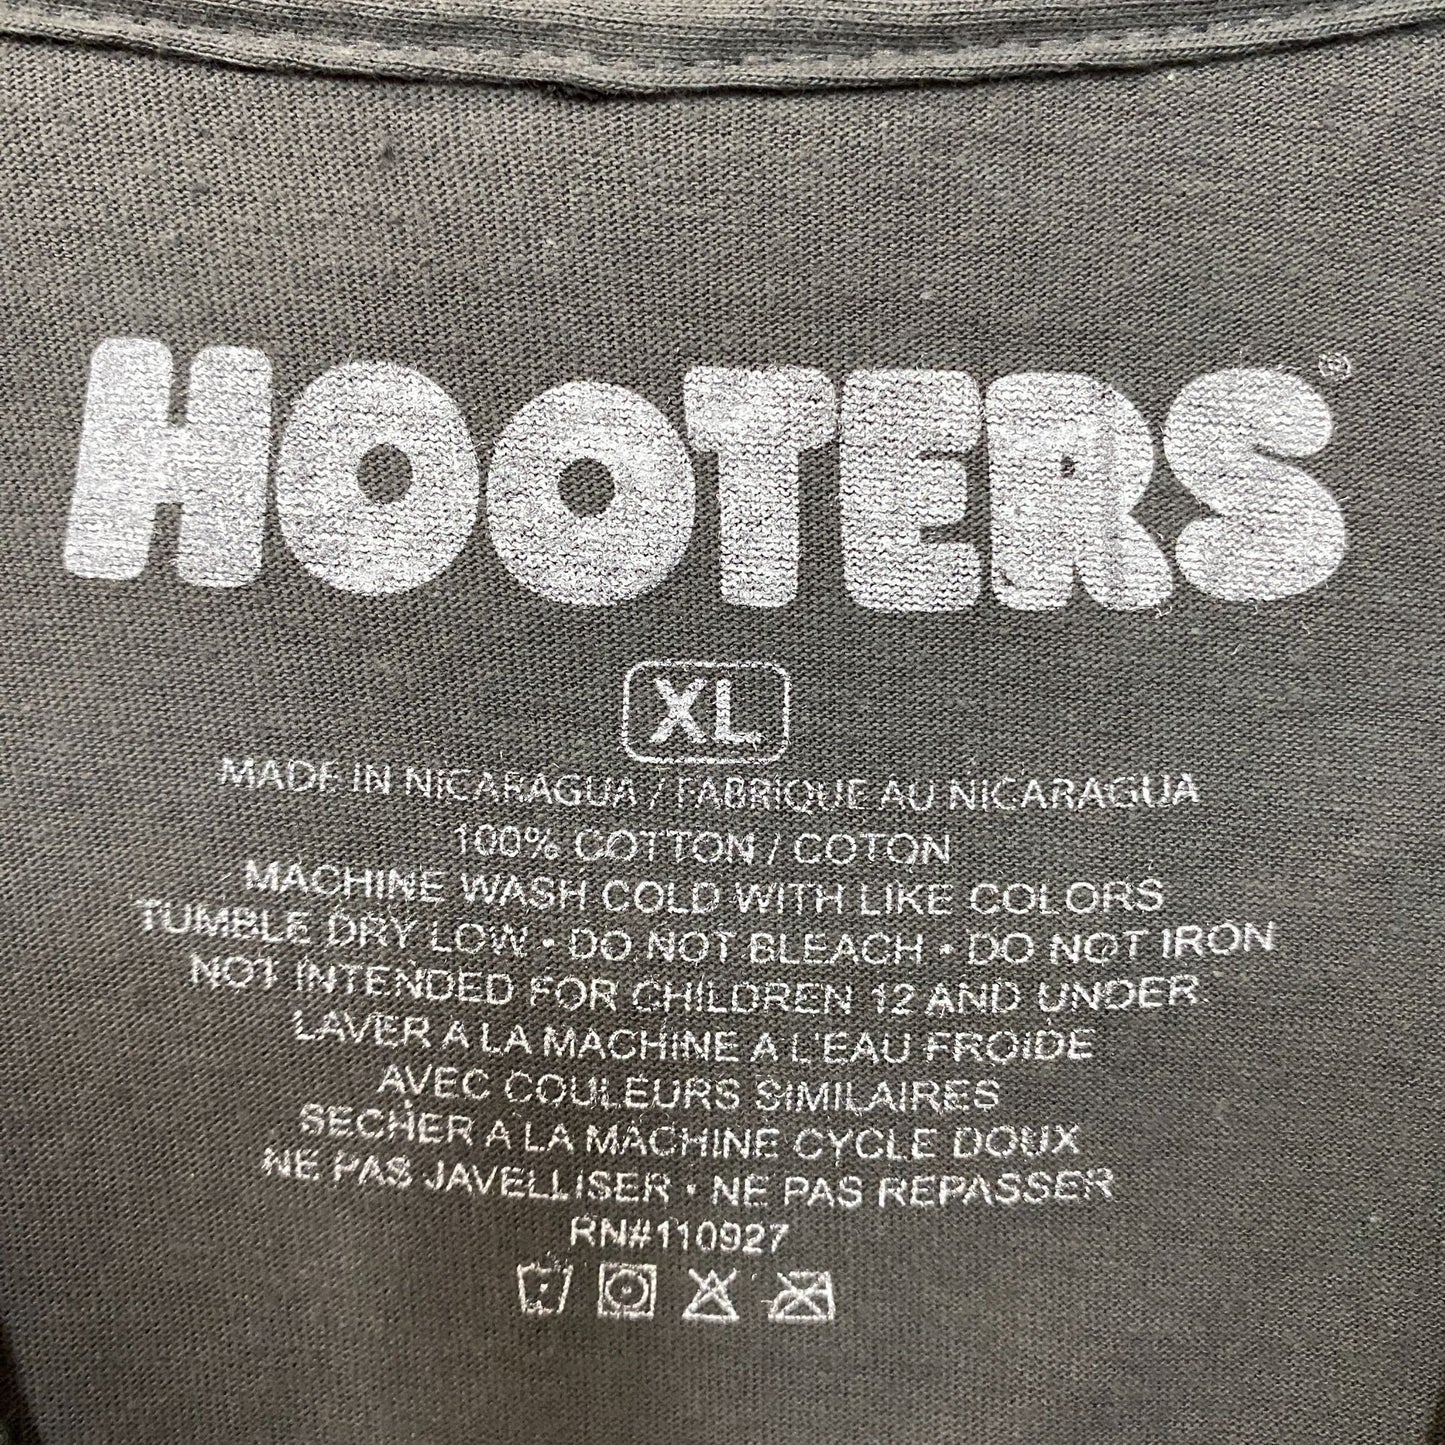 HOOTERS®
XL
MADE IN NICARAGUA / FABRIQUE AU NICARAGUA
100% COTTON / COTON
MACHINE WASH COLD WITH LIKE COLORS
TUMBLE DRY LOW • DO NOT BLEACH • DO NOT IRON
NOT INTENDED FOR CHILDREN 12 AND UNDER.
LAVER A LA MACHINE A L'EAU FROIDE
AVEC COULEURS SIMILAIRES
SECHER A LA MACHINE CYCLE DOUX
NE PAS JAVELLISER • NE PAS REPASSER
RN#110927